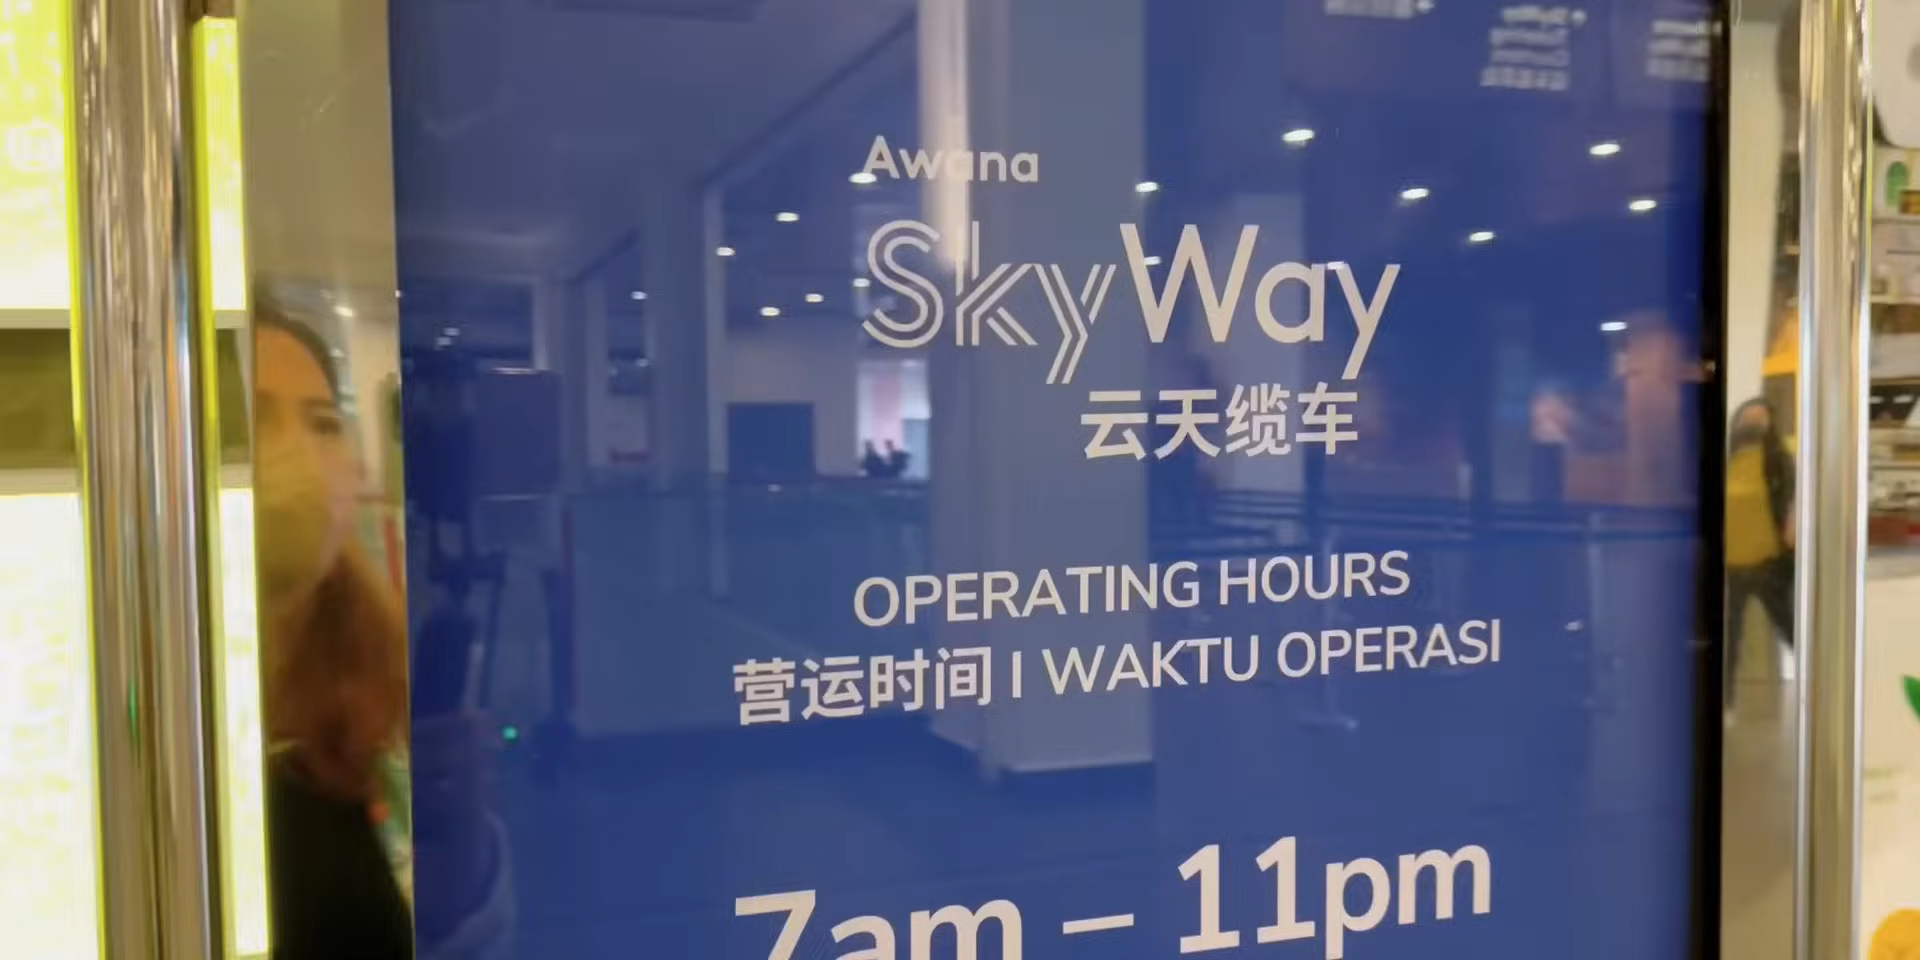 Awana
SkyWay
云天缆车
OPERATING HOURS
营运时间 | WAKTU OPERASI
7am – 11pm